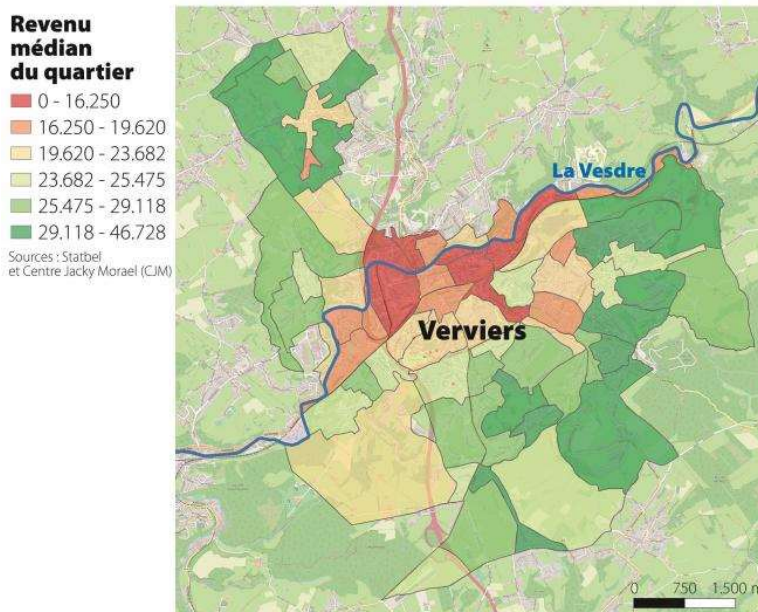 Revenu
médian
du quartier
0 - 16.250
16.250 - 19.620
19.620 - 23.682
23.682 - 25.475
25.475 - 29.118
29.118 - 46.728
Sources : Statbel
et Centre Jacky Morael (CJM)
La Vesdre
Verviers
0 750 1.500 m